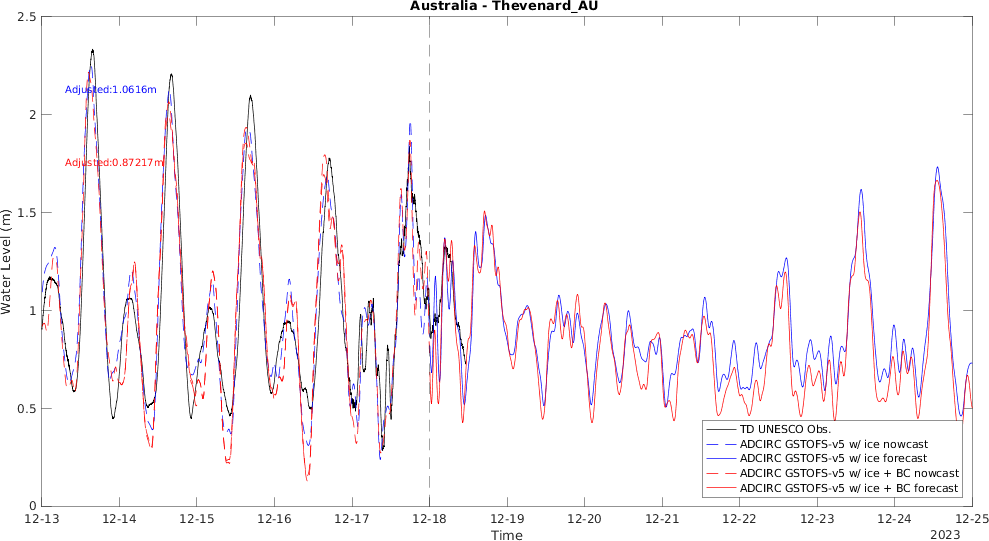 Australia - Thevenard_AU
2.5
2
1.5
1
0.5
0
Water Level (m)
Adjusted:1.0616m
Adjusted:0.87217m
TD UNESCO Obs.
ADCIRC GSTOFS-v5 w/ ice nowcast
ADCIRC GSTOFS-v5 w/ ice forecast
ADCIRC GSTOFS-v5 w/ ice + BC nowcast
ADCIRC GSTOFS-v5 w/ ice + BC forecast
12-13 12-14 12-15 12-16 12-17 12-18 12-19 12-20 12-21 12-22 12-23 12-24 12-25
Time
2023